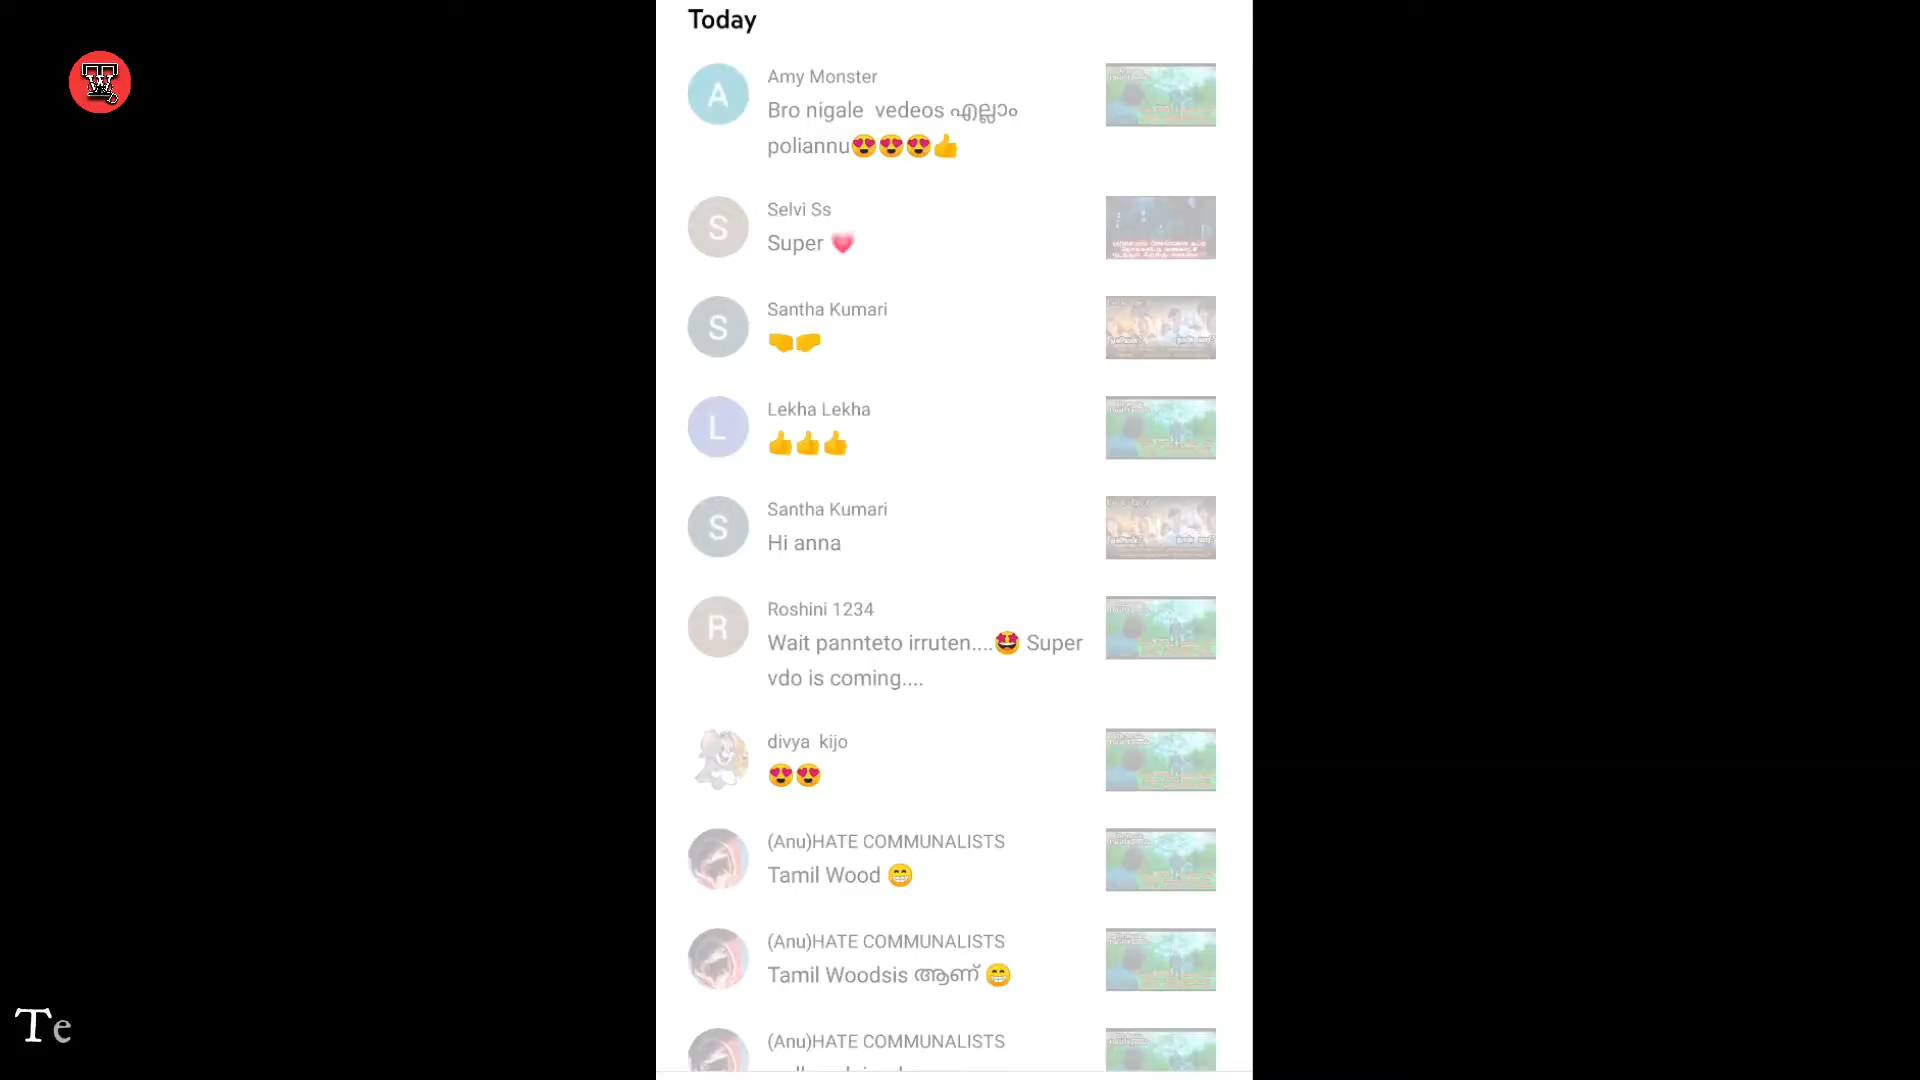 Today
TW
A
Amy Monster
Bro nigale vedeos എല്ലാം
poliannu😍😍😍👍
S
Selvi Ss
Super 💗
S
Santha Kumari
🤜🤛
L
Lekha Lekha
👍👍👍
S
Santha Kumari
Hi anna
R
Roshini 1234
Wait pannteto irruten....🤩 Super
vdo is coming....
divya kijo
😍😍
(Anu)HATE COMMUNALISTS
Tamil Wood 😁
(Anu)HATE COMMUNALISTS
Tamil Woodsis ആണ് 😁
(Anu)HATE COMMUNALISTS
Te